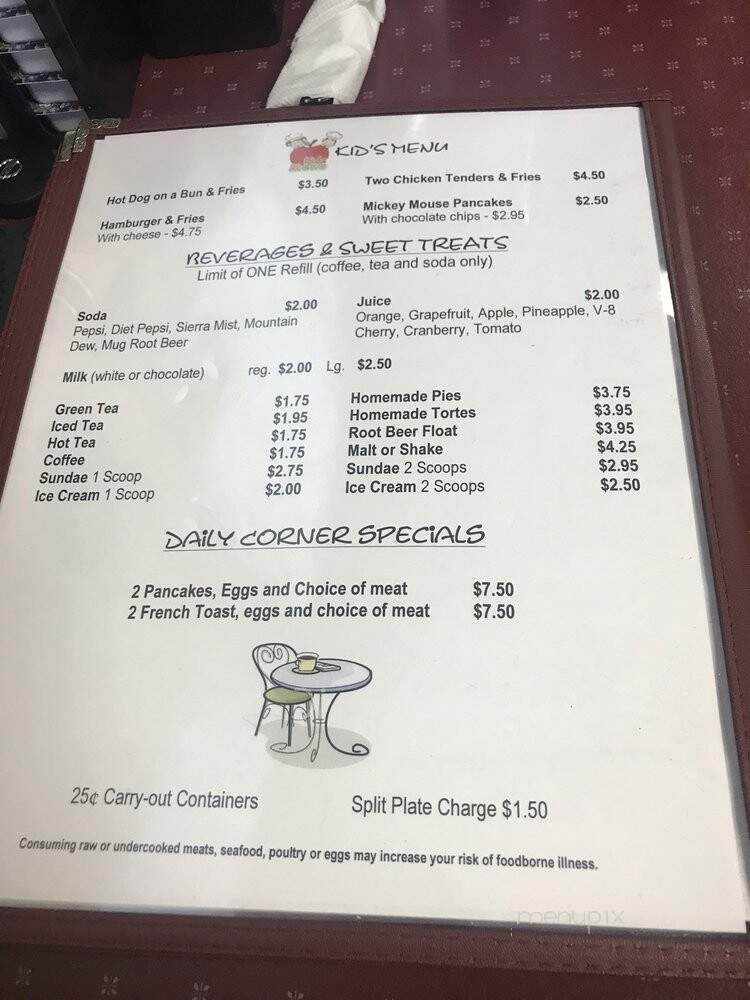 KID'S MENU
Hot Dog on a Bun & Fries $3.50
Hamburger & Fries $4.50
With cheese - $4.75
Two Chicken Tenders & Fries $4.50
Mickey Mouse Pancakes $2.50
With chocolate chips - $2.95
BEVERAGES & SWEET TREATS
Limit of ONE Refill (coffee, tea and soda only)
Soda $2.00
Pepsi, Diet Pepsi, Sierra Mist, Mountain
Dew, Mug Root Beer
Juice $2.00
Orange, Grapefruit, Apple, Pineapple, V-8
Cherry, Cranberry, Tomato
Milk (white or chocolate) reg. $2.00 Lg. $2.50
Green Tea $1.75
Iced Tea $1.95
Hot Tea $1.75
Coffee $1.75
Sundae 1 Scoop $2.75
Ice Cream 1 Scoop $2.00
Homemade Pies $3.75
Homemade Tortes $3.95
Root Beer Float $3.95
Malt or Shake $4.25
Sundae 2 Scoops $2.95
Ice Cream 2 Scoops $2.50
DAILY CORNER SPECIALS
2 Pancakes, Eggs and Choice of meat $7.50
2 French Toast, eggs and choice of meat $7.50
25¢ Carry-out Containers
Split Plate Charge $1.50
Consuming raw or undercooked meats, seafood, poultry or eggs may increase your risk of foodborne illness.
menupix